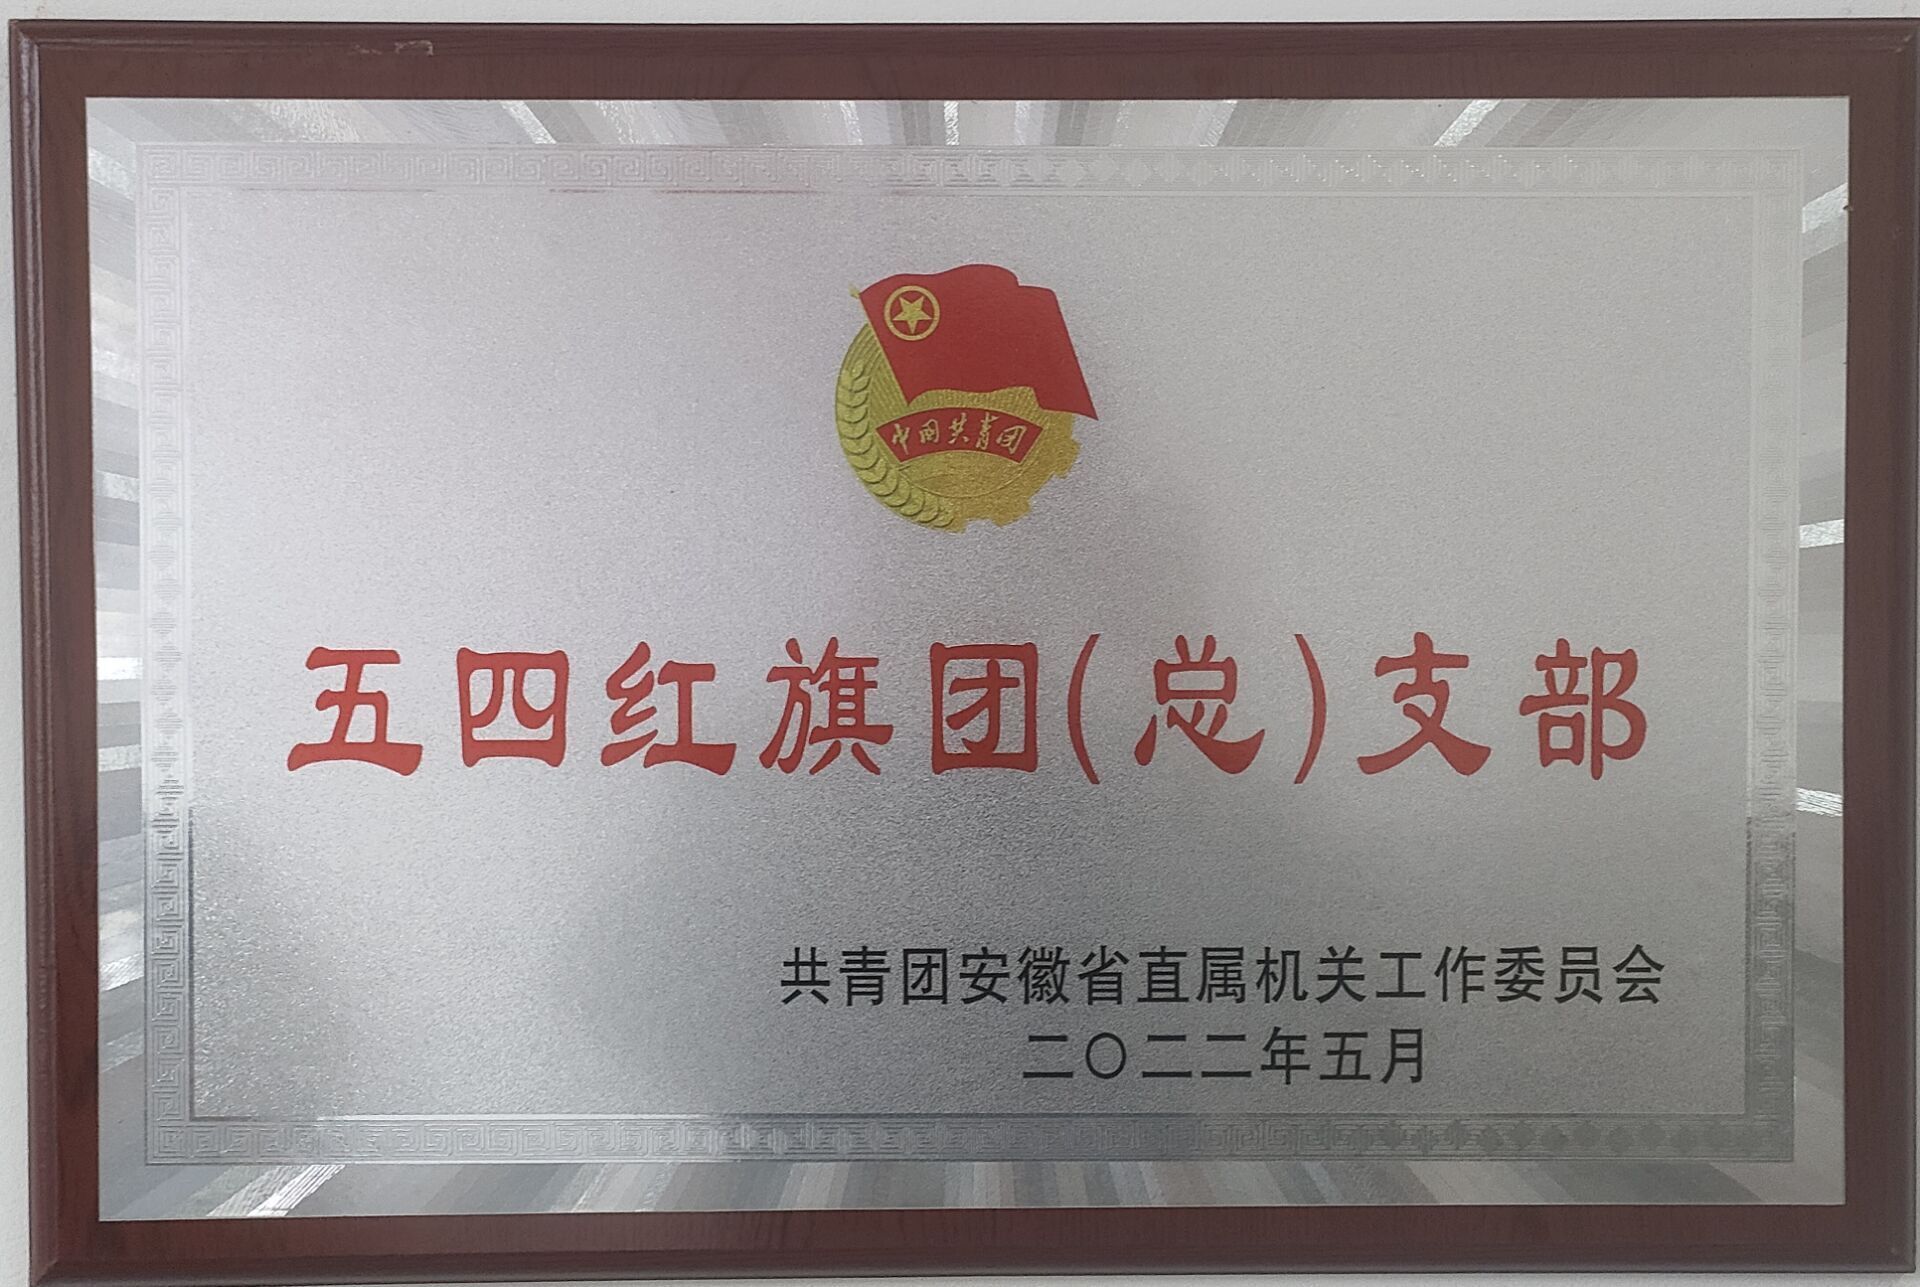 中国共青团
五四红旗团(总)支部
共青团安徽省直属机关工作委员会
二〇二二年五月